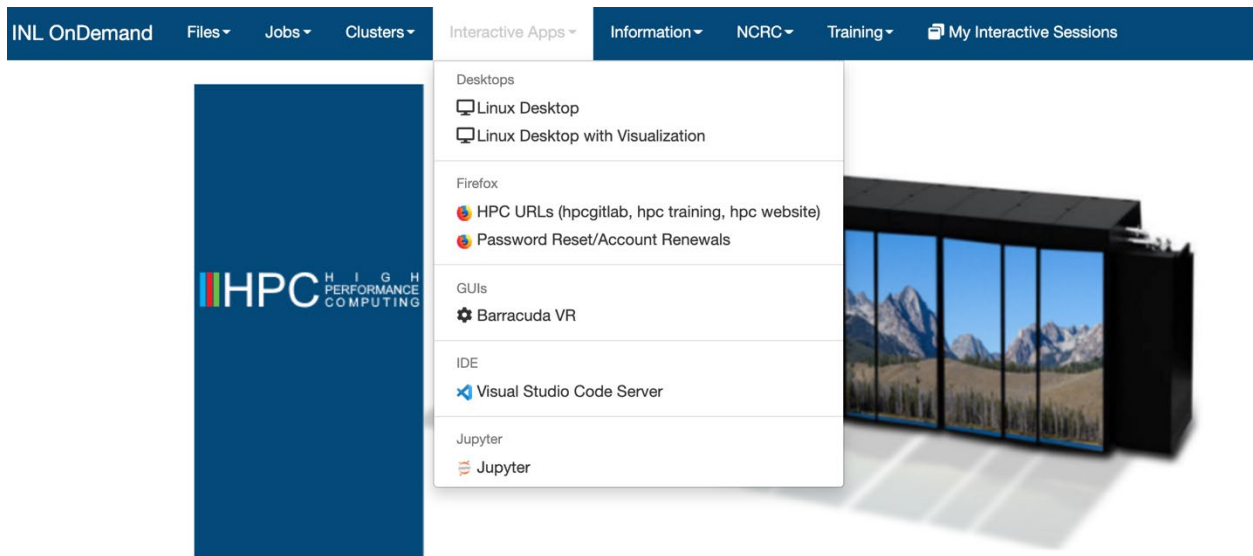 INL OnDemand Files Jobs Clusters Interactive Apps Information NCRC Training My Interactive Sessions
Desktops
Linux Desktop
Linux Desktop with Visualization
Firefox
HPC URLs (hpcgitlab, hpc training, hpc website)
Password Reset/Account Renewals
GUIs
Barracuda VR
IDE
Visual Studio Code Server
Jupyter
Jupyter
HPC HIGH
PERFORMANCE
COMPUTING